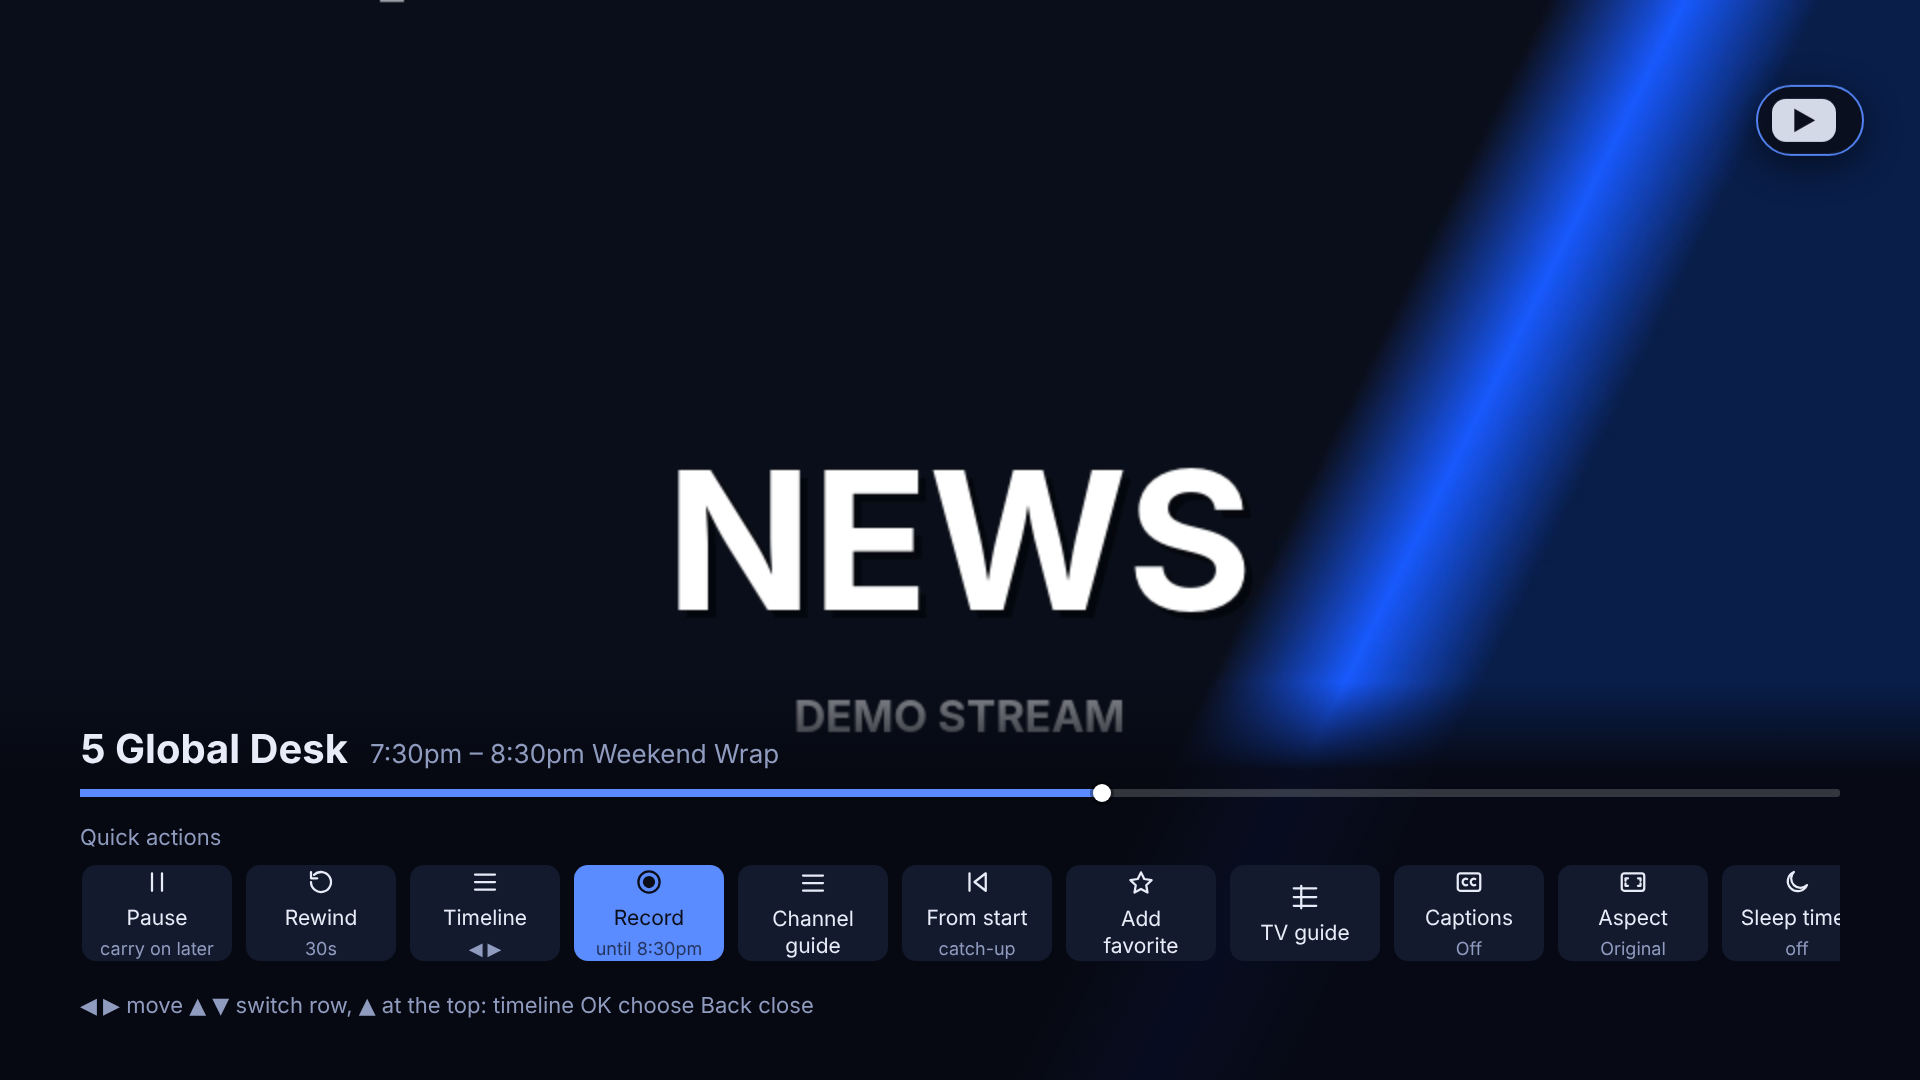 NEWS
DEMO STREAM
5 Global Desk 7:30pm – 8:30pm Weekend Wrap
Quick actions
Pause
carry on later
Rewind
30s
Timeline
◀ ▶
Record
until 8:30pm
Channel
guide
From start
catch-up
Add
favorite
TV guide
Captions
Off
Aspect
Original
Sleep time
off
◀ ▶ move ▲ ▼ switch row, ▲ at the top: timeline OK choose Back close